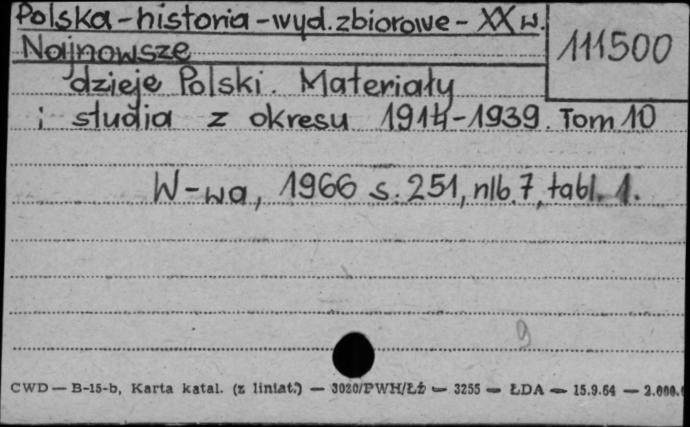 Polska-historia-wyd.zbiorowe-XX w.
111500
Najnowsze
dzieje Polski. Materiały
i studia z okresu 1914-1939. Tom 10
W-wa, 1966 s. 251, nlb. 7, tabl. 1.
9
CWD — B-15-b, Karta katal. (z liniat.) — 3020/PWH/Łź — 3255 — ŁDA — 15.9.64 — 2.000.